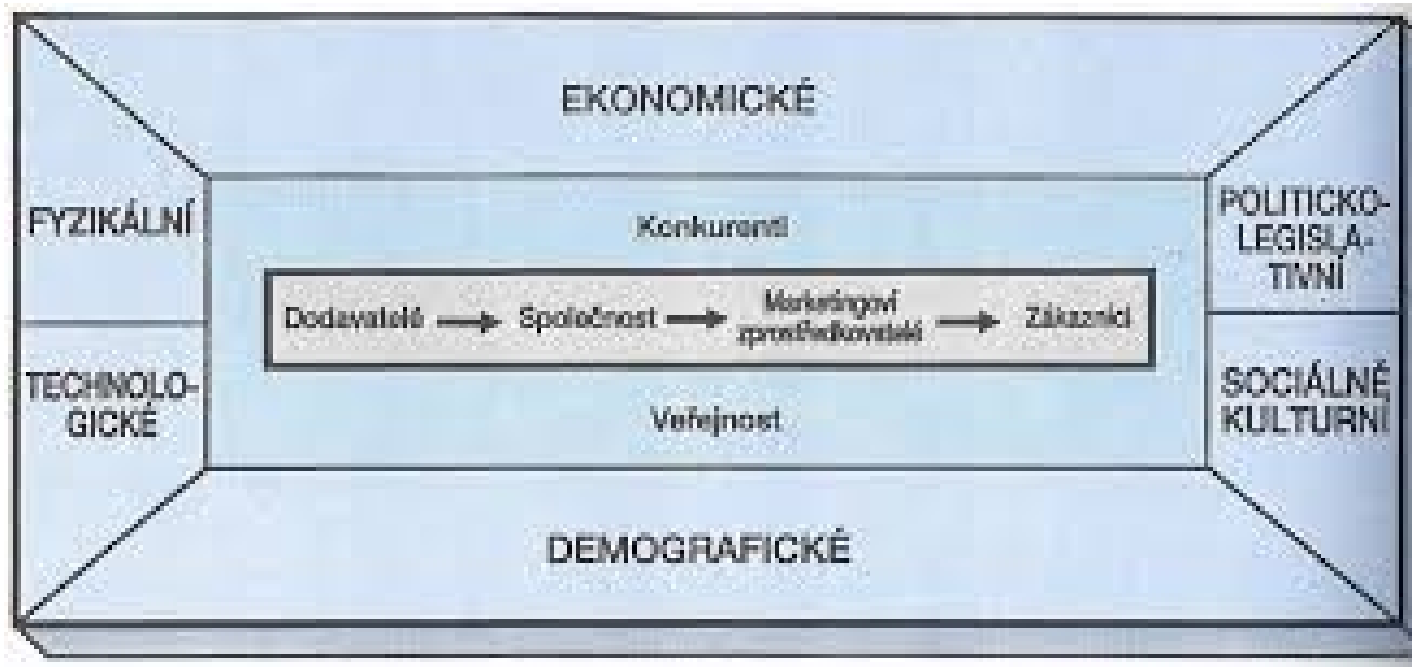 EKONOMICKÉ
FYZIKÁLNÍ
POLITICKO-
LEGISLA-
TIVNÍ
Konkurenti
Dodavatelé
Společnost
Marketingoví
zprostředkovatelé
Zákazníci
TECHNOLO-
GICKÉ
SOCIÁLNĚ
KULTURNÍ
Veřejnost
DEMOGRAFICKÉ